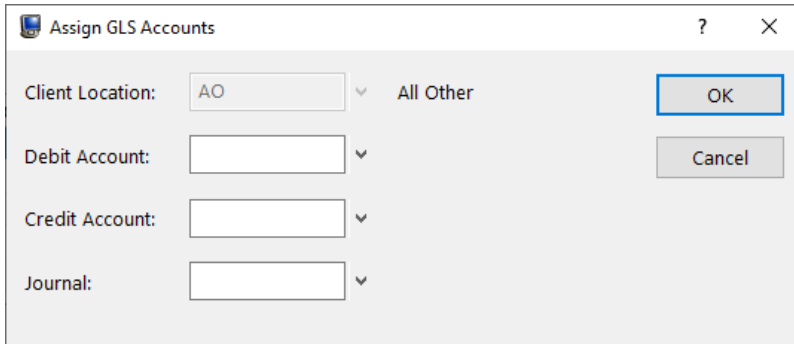 Assign GLS Accounts ?
Client Location: AO All Other OK
Debit Account: Cancel
Credit Account:
Journal: